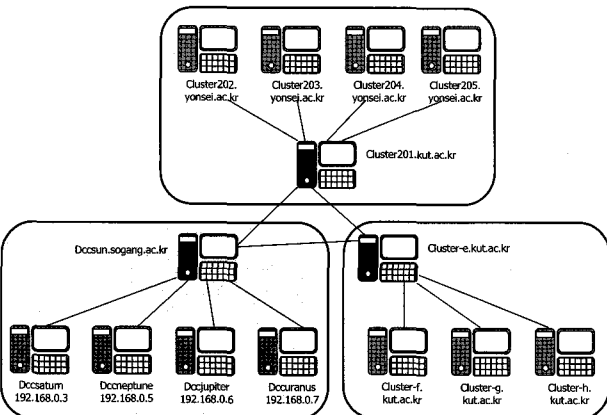 Cluster202. Cluster203. Cluster204. Cluster205.
yonsei.ac.kr yonsei.ac.kr yonsei.ac.kr yonsei.ac.kr
Cluster201.kut.ac.kr
Dccsun.sogang.ac.kr
Cluster-e.kut.ac.kr
Dccsaturn Dccneptune Dccjupiter Dccuranus
192.168.0.3 192.168.0.5 192.168.0.6 192.168.0.7
Cluster-f. Cluster-g. Cluster-h.
kut.ac.kr kut.ac.kr kut.ac.kr